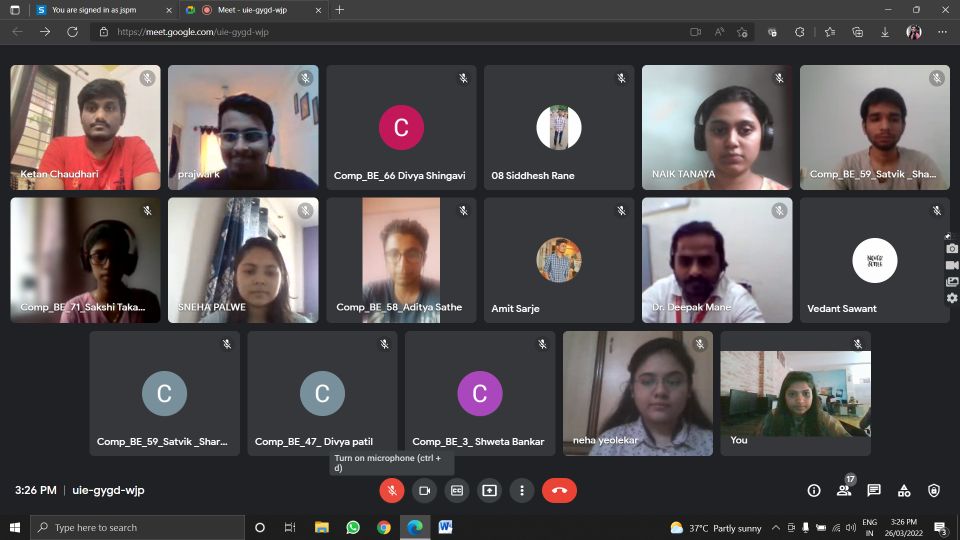 You are signed in as jspm
Meet - uie-gygd-wjp
https://meet.google.com/uie-gygd-wjp
Ketan Chaudhari
prajwal k
C
Comp_BE_66 Divya Shingavi
08 Siddhesh Rane
NAIK TANAYA
Comp_BE_59_Satvik _Sha...
Comp_BE_71_Sakshi Taka...
SNEHA PALWE
Comp_BE_58_Aditya Sathe
Amit Sarje
Dr. Deepak Mane
Vedant Sawant
C
Comp_BE_59_Satvik _Shar...
C
Comp_BE_47_ Divya patil
C
Comp_BE_3_ Shweta Bankar
neha yeolekar
You
Turn on microphone (ctrl +
d)
3:26 PM | uie-gygd-wjp
17
Type here to search
37°C Partly sunny
ENG
IN
3:26 PM
26/03/2022
3